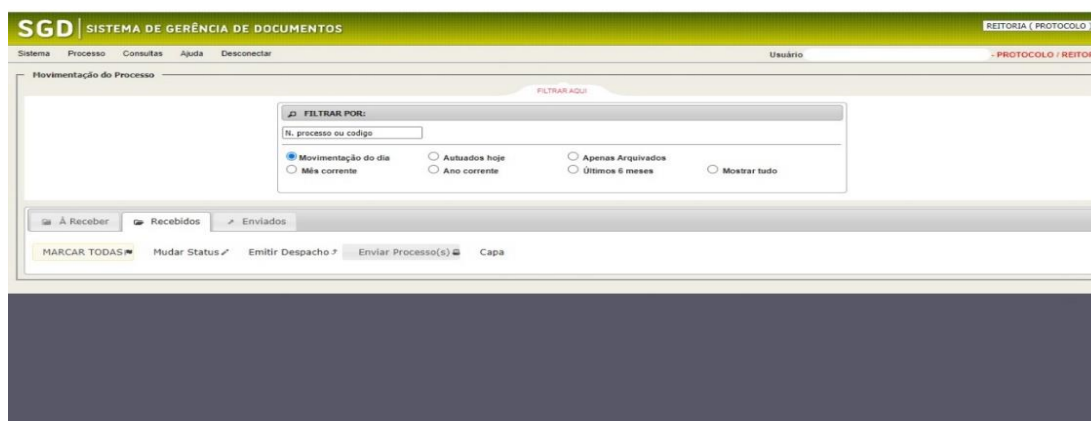 SGD SISTEMA DE GERÊNCIA DE DOCUMENTOS REITORIA ( PROTOCOLO )
Sistema Processo Consultas Ajuda Desconectar Usuário - PROTOCOLO / REITOR
Movimentação do Processo
FILTRAR AQUI
FILTRAR POR:
N. processo ou codigo
Movimentação do dia Autuados hoje Apenas Arquivados
Mês corrente Ano corrente Últimos 6 meses Mostrar tudo
À Receber Recebidos Enviados
MARCAR TODAS Mudar Status Emitir Despacho Enviar Processo(s) Capa